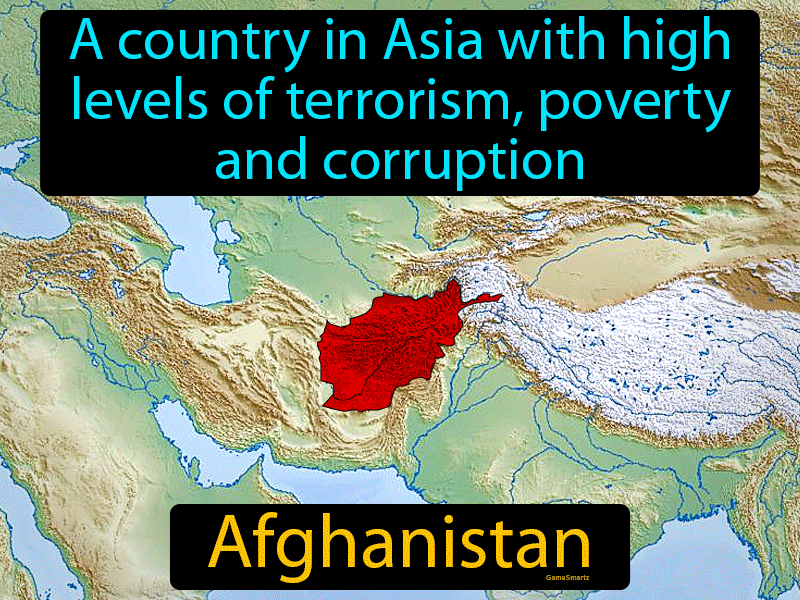 A country in Asia with high
levels of terrorism, poverty
and corruption
Afghanistan
GameSmartz